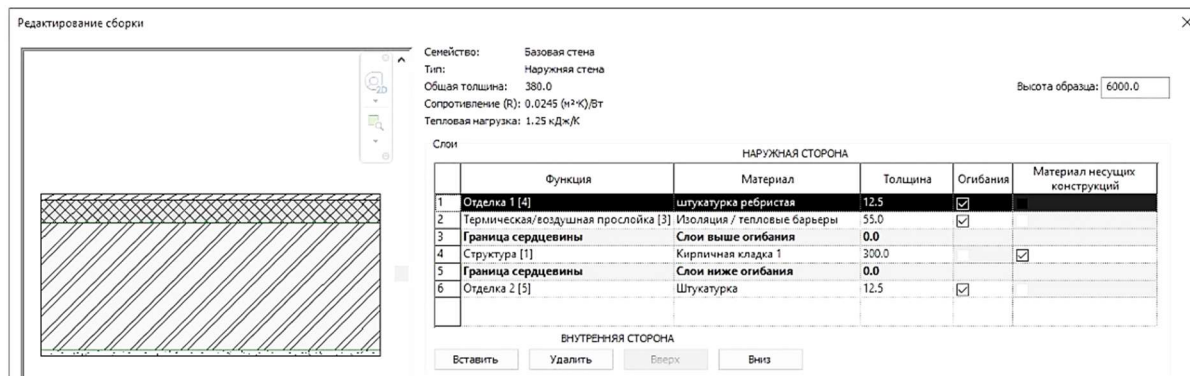 Редактирование сборки
Семейство: Базовая стена
Тип: Наружняя стена
Общая толщина: 380.0
Высота образца: 6000.0
Сопротивление (R): 0.0245 (м²·К)/Вт
Тепловая нагрузка: 1.25 кДж/К
Слои
НАРУЖНАЯ СТОРОНА
Функция Материал Толщина Огибания Материал несущих конструкций
1 Отделка 1 [4] штукатурка ребристая 12.5
2 Термическая/воздушная прослойка [3] Изоляция / тепловые барьеры 55.0
3 Граница сердцевины Слои выше огибания 0.0
4 Структура [1] Кирпичная кладка 1 300.0
5 Граница сердцевины Слои ниже огибания 0.0
6 Отделка 2 [5] Штукатурка 12.5
ВНУТРЕННЯЯ СТОРОНА
Вставить Удалить Вверх Вниз
2D